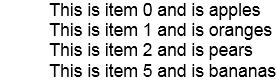 This is item 0 and is apples
This is item 1 and is oranges
This is item 2 and is pears
This is item 5 and is bananas